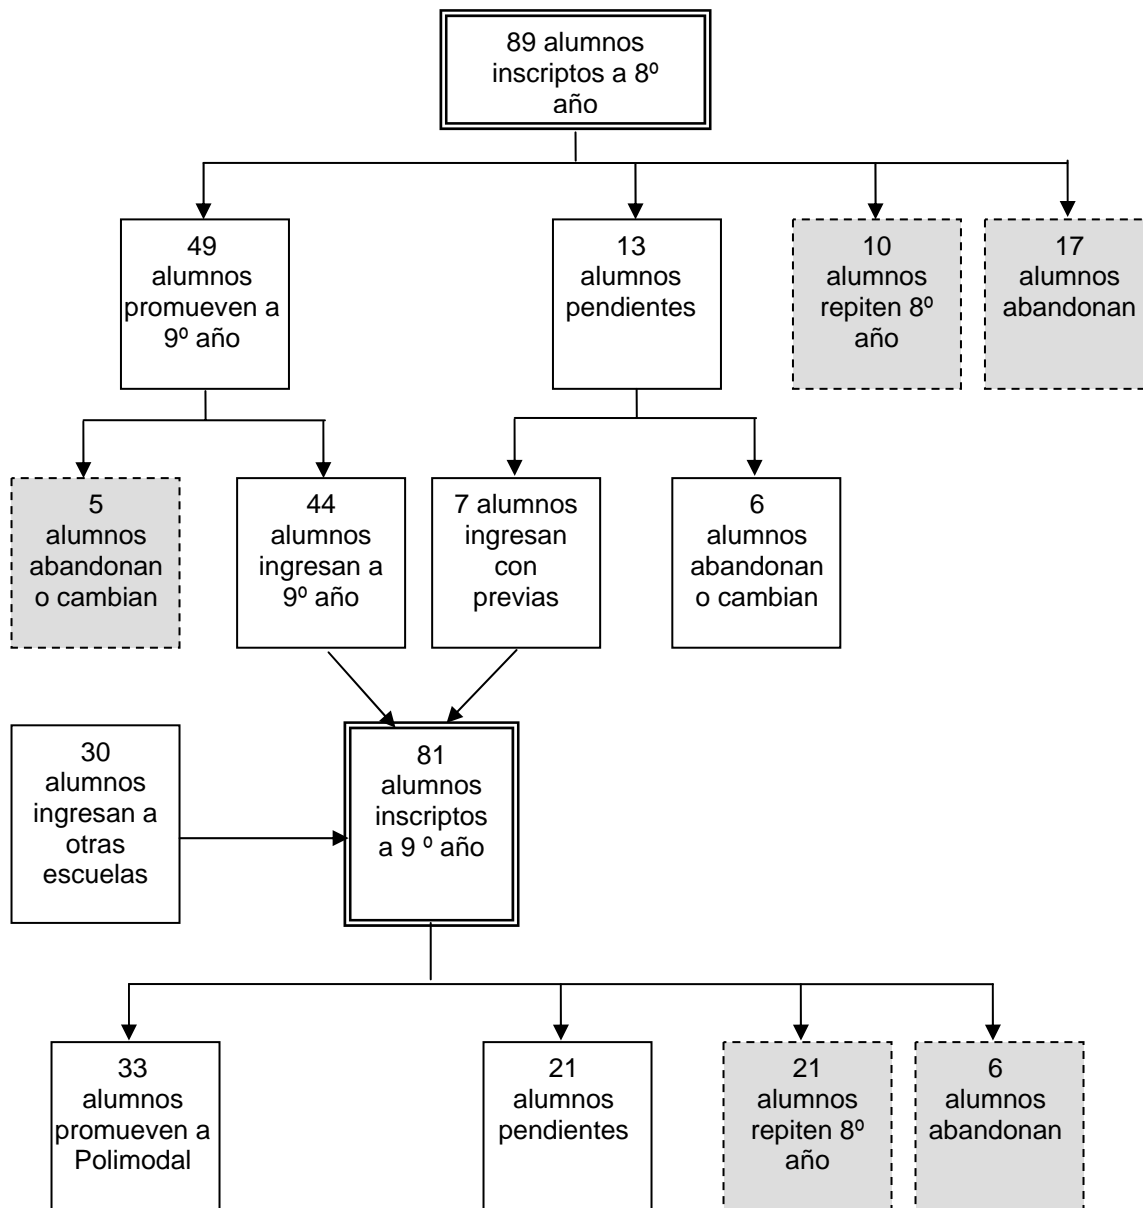 89 alumnos
inscriptos a 8º
año
49
alumnos
promueven a
9º año
13
alumnos
pendientes
10
alumnos
repiten 8º
año
17
alumnos
abandonan
5
alumnos
abandonan
o cambian
44
alumnos
ingresan a
9º año
7 alumnos
ingresan
con
previas
6
alumnos
abandonan
o cambian
30
alumnos
ingresan a
otras
escuelas
81
alumnos
inscriptos
a 9 º año
33
alumnos
promueven a
Polimodal
21
alumnos
pendientes
21
alumnos
repiten 8º
año
6
alumnos
abandonan